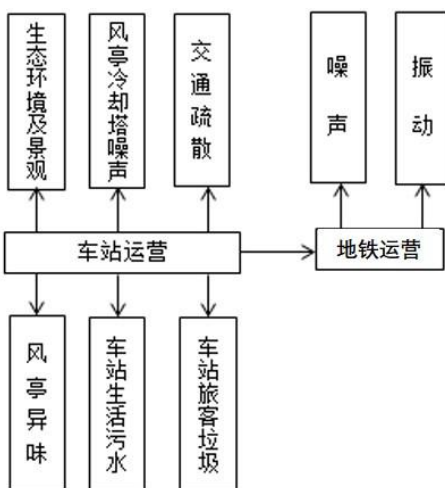 生态环境及景观
风亭冷却塔噪声
交通疏散
噪声
振动
车站运营
地铁运营
风亭异味
车站生活污水
车站旅客垃圾